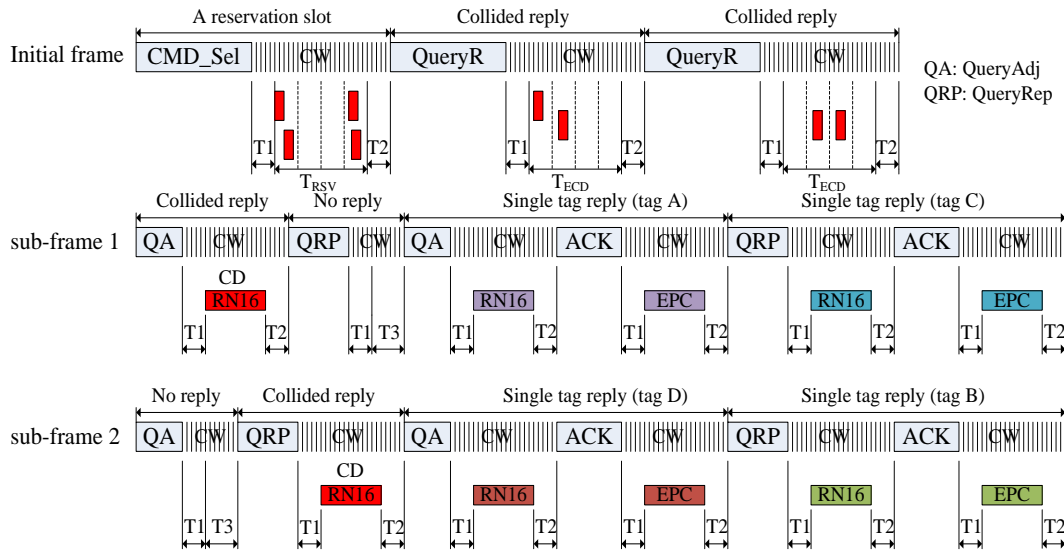 A reservation slot Collided reply Collided reply
Initial frame CMD_Sel CW QueryR CW QueryR CW
QA: QueryAdj
QRP: QueryRep
T1 T2 T1 T2 T1 T2
TRSV TECD TECD
Collided reply No reply Single tag reply (tag A) Single tag reply (tag C)
sub-frame 1 QA CW QRP CW QA CW ACK CW QRP CW ACK CW
CD
RN16 RN16 EPC RN16 EPC
T1 T2 T1 T3 T1 T2 T1 T2 T1 T2 T1 T2
No reply Collided reply Single tag reply (tag D) Single tag reply (tag B)
sub-frame 2 QA CW QRP CW QA CW ACK CW QRP CW ACK CW
CD
RN16 RN16 EPC RN16 EPC
T1 T3 T1 T2 T1 T2 T1 T2 T1 T2 T1 T2